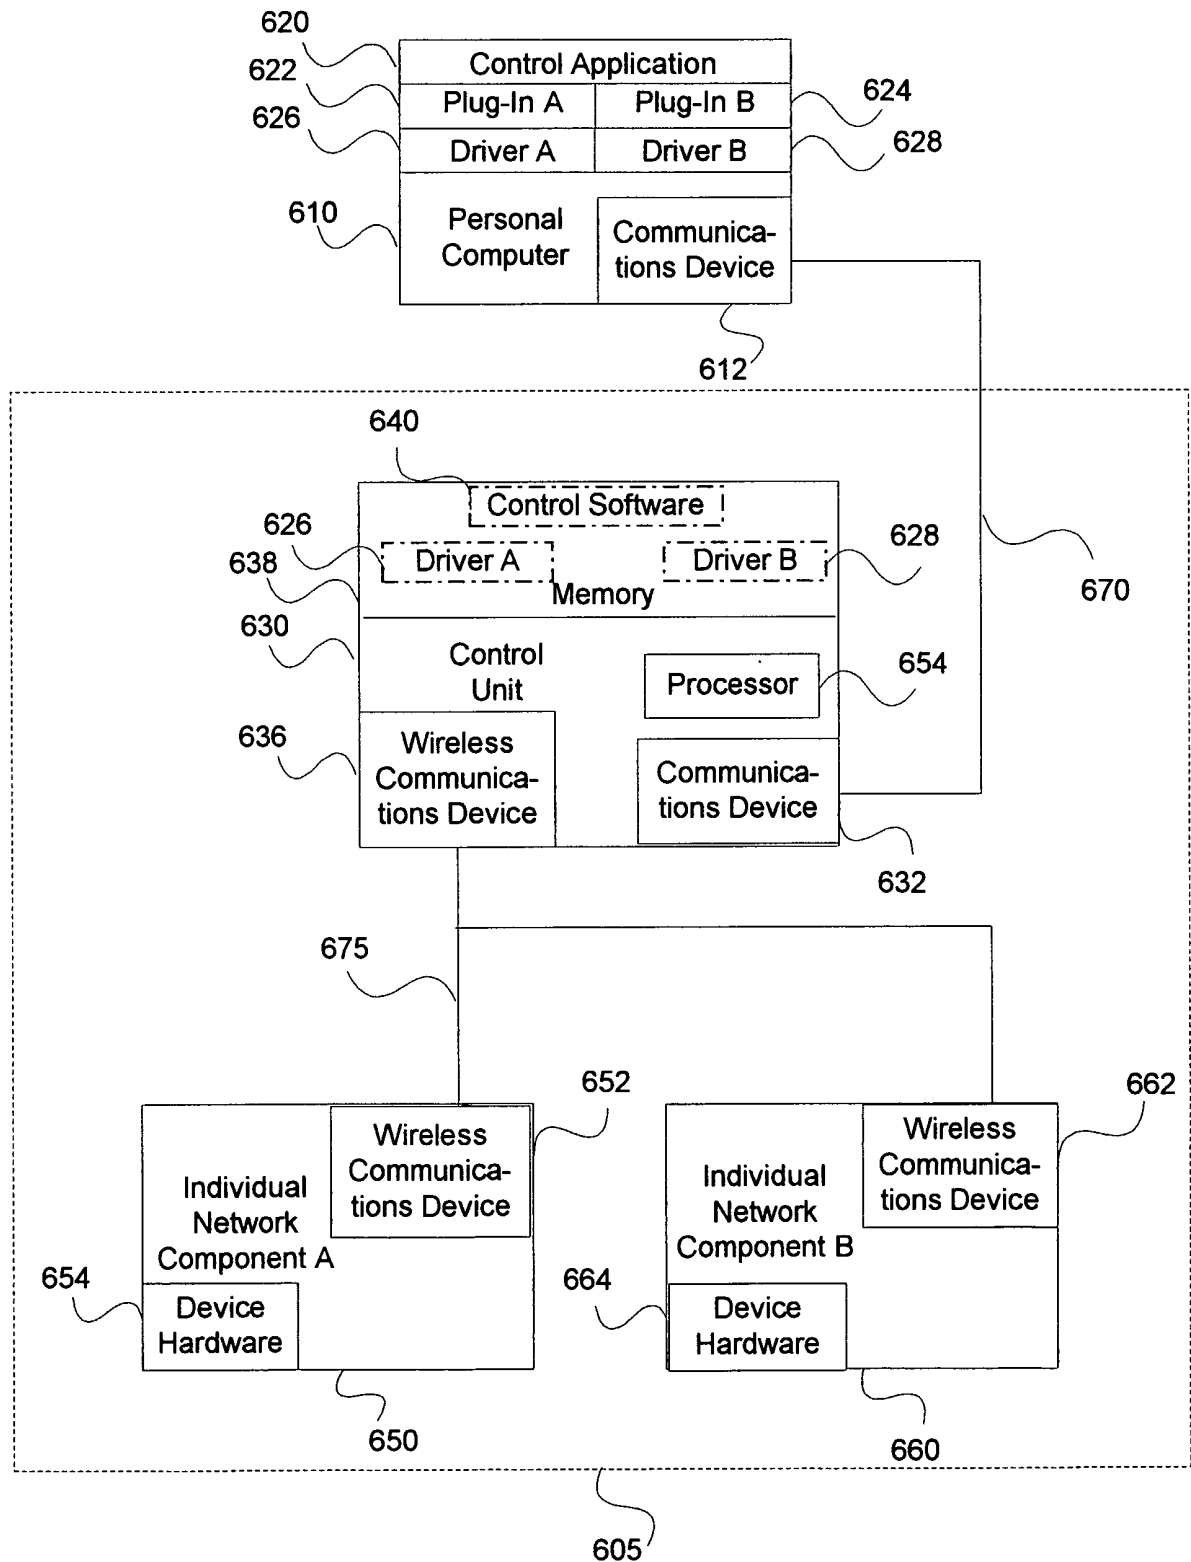 620
Control Application
622
Plug-In A
Plug-In B
624
626
Driver A
Driver B
628
610
Personal
Computer
Communica-
tions Device
612
640
Control Software
626
Driver A
Driver B
628
638
Memory
670
630
Control
Unit
Processor
654
636
Wireless
Communica-
tions Device
Communica-
tions Device
632
675
652
662
Wireless
Communica-
tions Device
Individual
Network
Component A
Wireless
Communica-
tions Device
Individual
Network
Component B
654
Device
Hardware
664
Device
Hardware
650
660
605